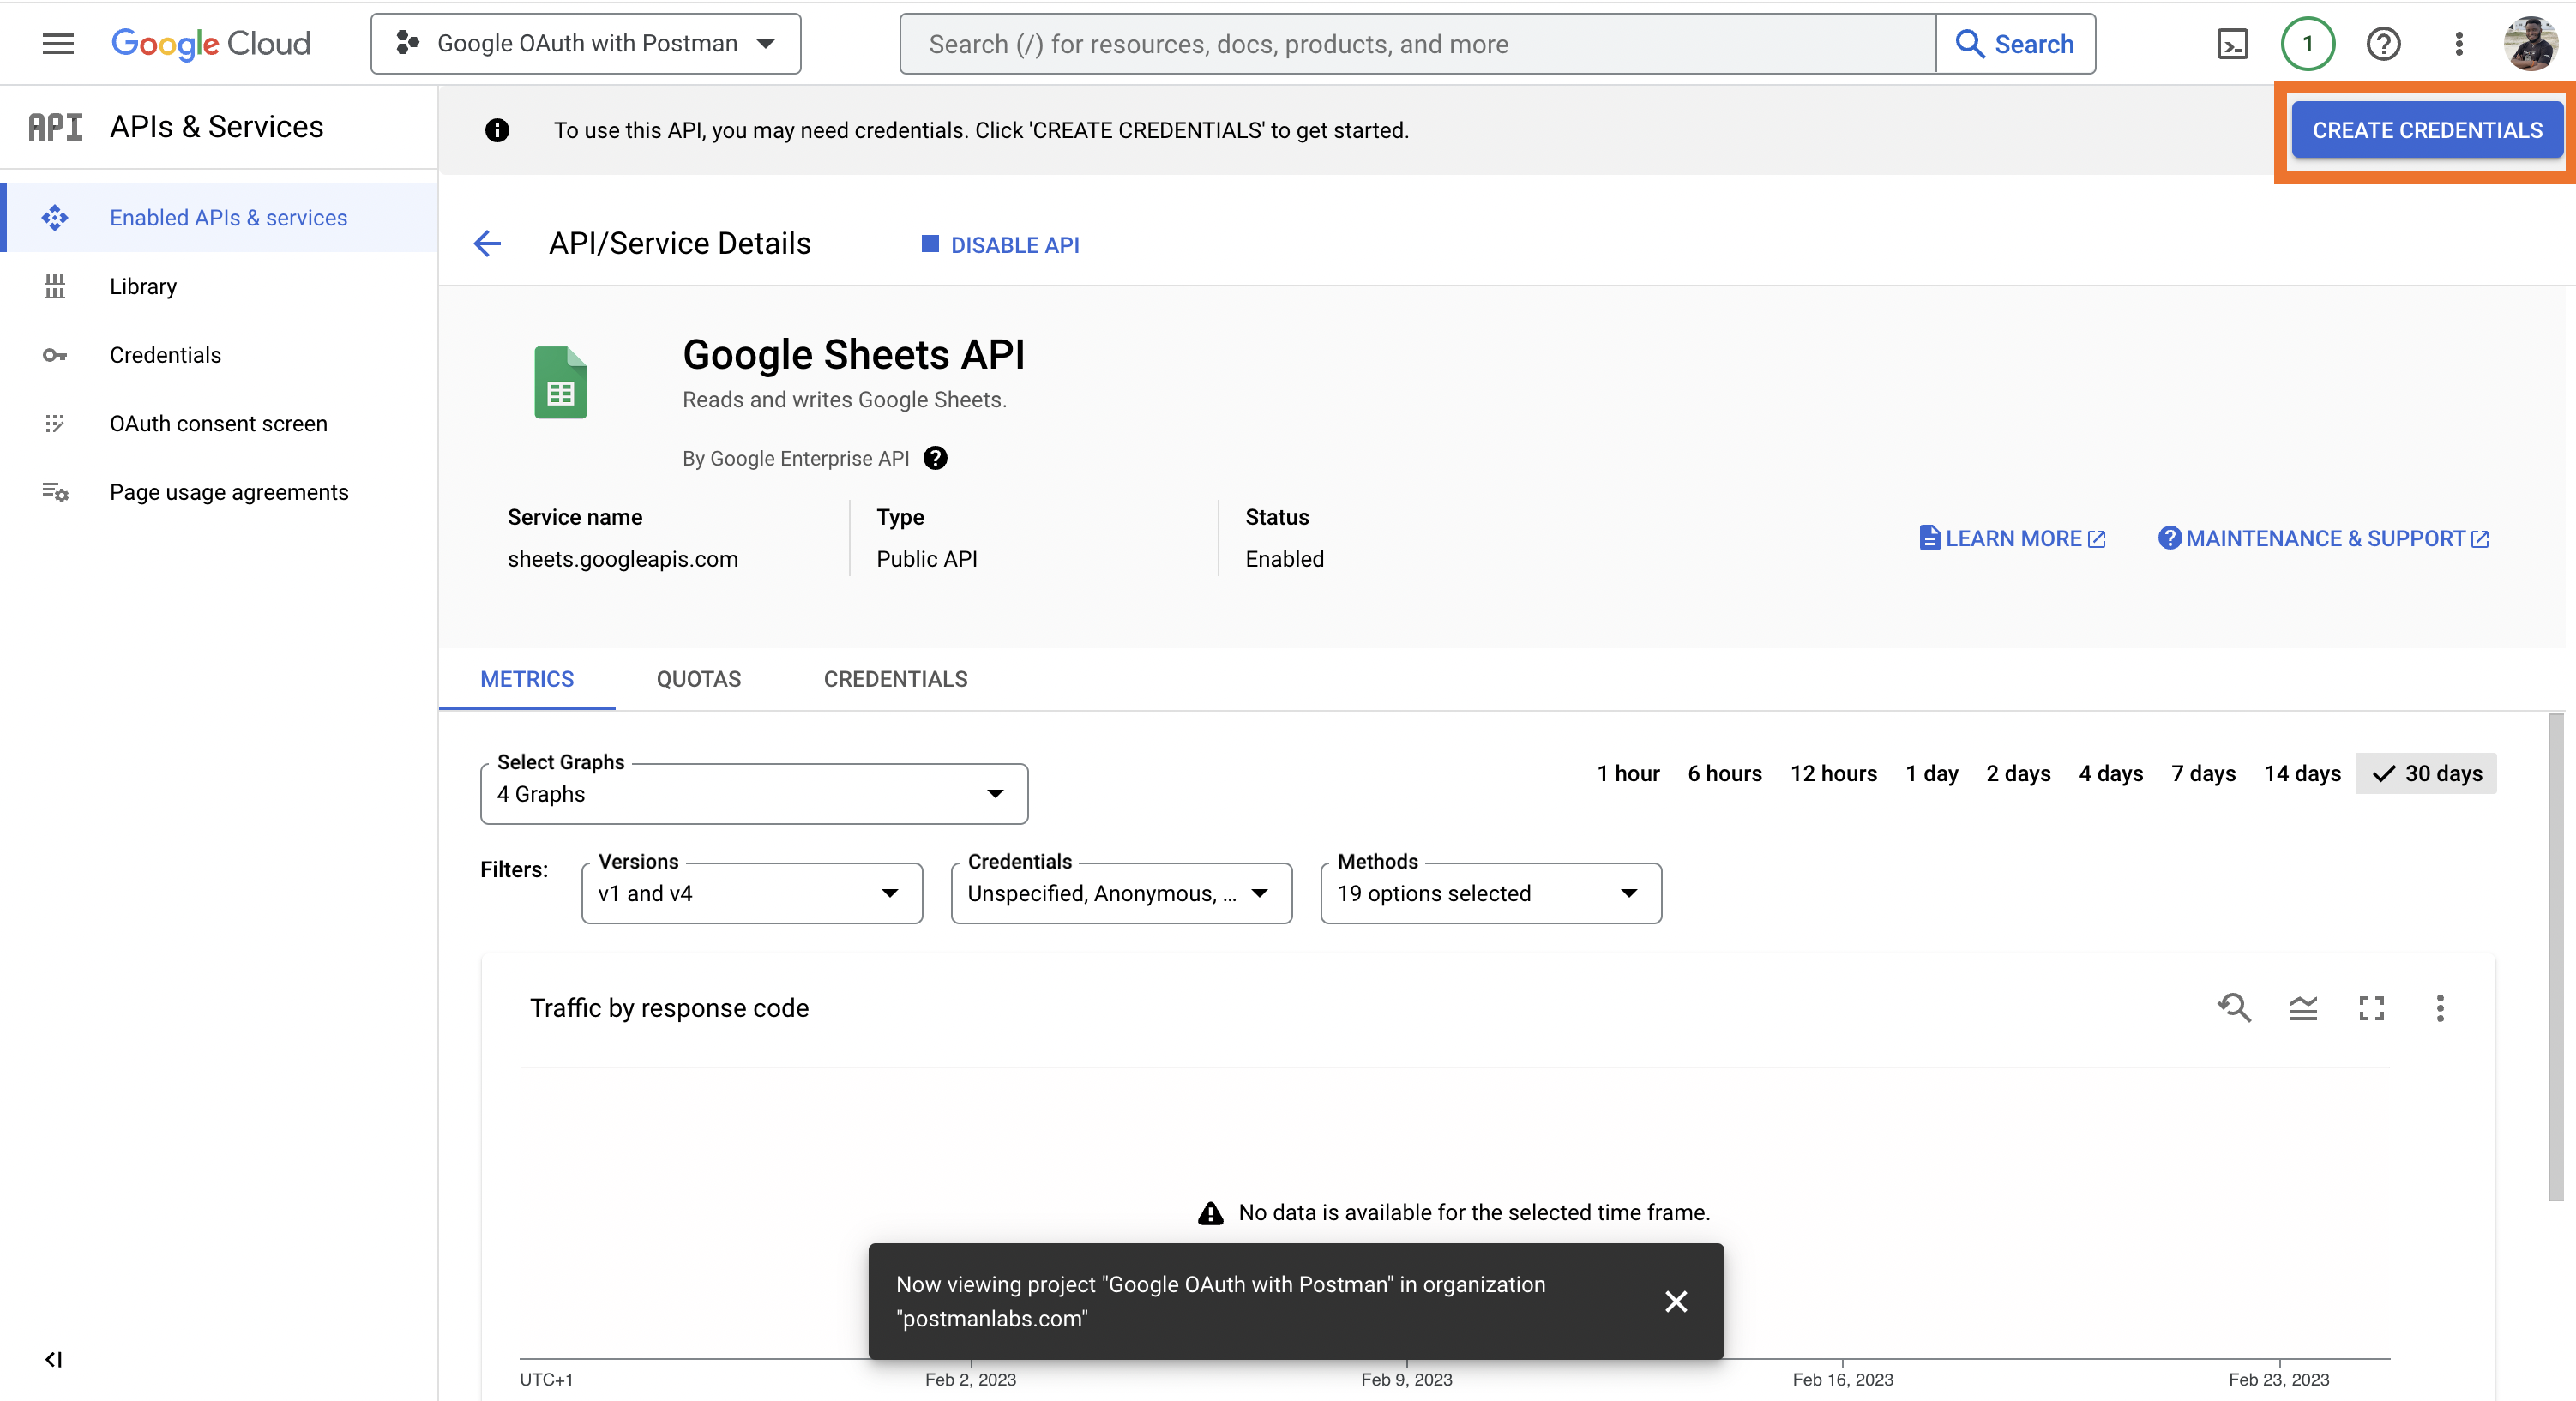 Google Cloud
Google OAuth with Postman
Search (/) for resources, docs, products, and more
Search
1
API
APIs & Services
To use this API, you may need credentials. Click 'CREATE CREDENTIALS' to get started.
CREATE CREDENTIALS
Enabled APIs & services
Library
Credentials
OAuth consent screen
Page usage agreements
API/Service Details
DISABLE API
Google Sheets API
Reads and writes Google Sheets.
By Google Enterprise API
Service name
sheets.googleapis.com
Type
Public API
Status
Enabled
LEARN MORE
MAINTENANCE & SUPPORT
METRICS
QUOTAS
CREDENTIALS
Select Graphs
4 Graphs
1 hour 6 hours 12 hours 1 day 2 days 4 days 7 days 14 days 30 days
Filters:
Versions
v1 and v4
Credentials
Unspecified, Anonymous, ...
Methods
19 options selected
Traffic by response code
No data is available for the selected time frame.
Now viewing project "Google OAuth with Postman" in organization
"postmanlabs.com"
UTC+1 Feb 2, 2023 Feb 9, 2023 Feb 16, 2023 Feb 23, 2023